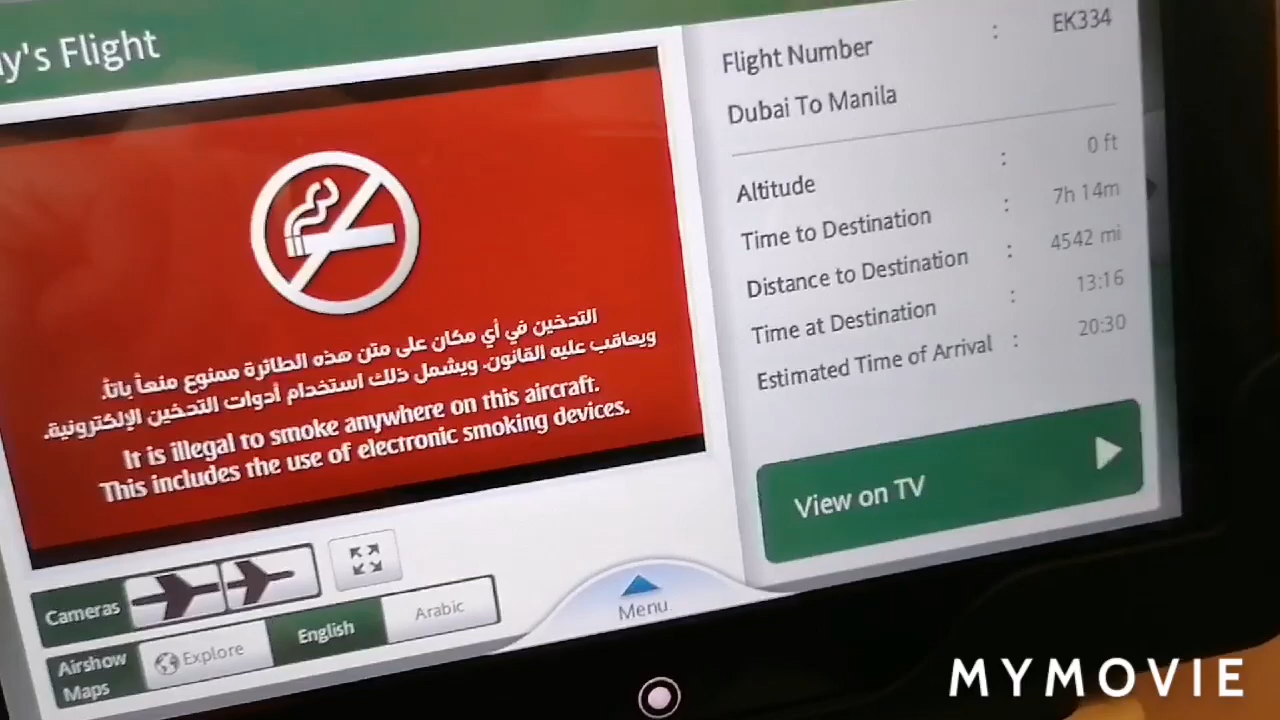 y's Flight
التدخين في أي مكان على متن هذه الطائرة ممنوع منعاً باتاً.
ويعاقب عليه القانون. ويشمل ذلك استخدام أدوات التدخين الإلكترونية.
It is illegal to smoke anywhere on this aircraft.
This includes the use of electronic smoking devices.
Flight Number : EK334
Dubai To Manila
Altitude : 0 ft
Time to Destination : 7h 14m
Distance to Destination : 4542 mi
Time at Destination : 13:16
Estimated Time of Arrival : 20:30
View on TV
Cameras
Airshow Maps
Explore
English
Arabic
Menu
MYMOVIE